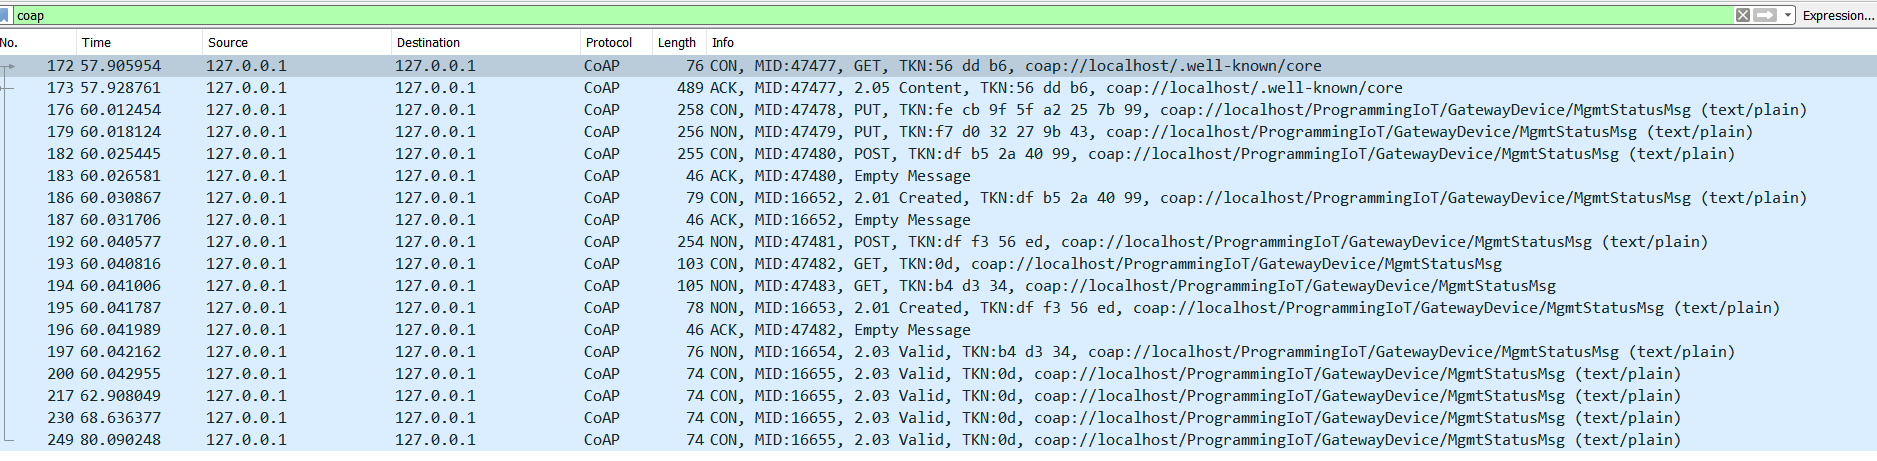 coap Expression...
No. Time Source Destination Protocol Length Info
172 57.905954 127.0.0.1 127.0.0.1 CoAP 76 CON, MID:47477, GET, TKN:56 dd b6, coap://localhost/.well-known/core
173 57.928761 127.0.0.1 127.0.0.1 CoAP 489 ACK, MID:47477, 2.05 Content, TKN:56 dd b6, coap://localhost/.well-known/core
176 60.012454 127.0.0.1 127.0.0.1 CoAP 258 CON, MID:47478, PUT, TKN:fe cb 9f 5f a2 25 7b 99, coap://localhost/ProgrammingIoT/GatewayDevice/MgmtStatusMsg (text/plain)
179 60.018124 127.0.0.1 127.0.0.1 CoAP 256 NON, MID:47479, PUT, TKN:f7 d0 32 27 9b 43, coap://localhost/ProgrammingIoT/GatewayDevice/MgmtStatusMsg (text/plain)
182 60.025445 127.0.0.1 127.0.0.1 CoAP 255 CON, MID:47480, POST, TKN:df b5 2a 40 99, coap://localhost/ProgrammingIoT/GatewayDevice/MgmtStatusMsg (text/plain)
183 60.026581 127.0.0.1 127.0.0.1 CoAP 46 ACK, MID:47480, Empty Message
186 60.030867 127.0.0.1 127.0.0.1 CoAP 79 CON, MID:16652, 2.01 Created, TKN:df b5 2a 40 99, coap://localhost/ProgrammingIoT/GatewayDevice/MgmtStatusMsg (text/plain)
187 60.031706 127.0.0.1 127.0.0.1 CoAP 46 ACK, MID:16652, Empty Message
192 60.040577 127.0.0.1 127.0.0.1 CoAP 254 NON, MID:47481, POST, TKN:df f3 56 ed, coap://localhost/ProgrammingIoT/GatewayDevice/MgmtStatusMsg (text/plain)
193 60.040816 127.0.0.1 127.0.0.1 CoAP 103 CON, MID:47482, GET, TKN:0d, coap://localhost/ProgrammingIoT/GatewayDevice/MgmtStatusMsg
194 60.041006 127.0.0.1 127.0.0.1 CoAP 105 NON, MID:47483, GET, TKN:b4 d3 34, coap://localhost/ProgrammingIoT/GatewayDevice/MgmtStatusMsg
195 60.041787 127.0.0.1 127.0.0.1 CoAP 78 NON, MID:16653, 2.01 Created, TKN:df f3 56 ed, coap://localhost/ProgrammingIoT/GatewayDevice/MgmtStatusMsg (text/plain)
196 60.041989 127.0.0.1 127.0.0.1 CoAP 46 ACK, MID:47482, Empty Message
197 60.042162 127.0.0.1 127.0.0.1 CoAP 76 NON, MID:16654, 2.03 Valid, TKN:b4 d3 34, coap://localhost/ProgrammingIoT/GatewayDevice/MgmtStatusMsg (text/plain)
200 60.042955 127.0.0.1 127.0.0.1 CoAP 74 CON, MID:16655, 2.03 Valid, TKN:0d, coap://localhost/ProgrammingIoT/GatewayDevice/MgmtStatusMsg (text/plain)
217 62.908049 127.0.0.1 127.0.0.1 CoAP 74 CON, MID:16655, 2.03 Valid, TKN:0d, coap://localhost/ProgrammingIoT/GatewayDevice/MgmtStatusMsg (text/plain)
230 68.636377 127.0.0.1 127.0.0.1 CoAP 74 CON, MID:16655, 2.03 Valid, TKN:0d, coap://localhost/ProgrammingIoT/GatewayDevice/MgmtStatusMsg (text/plain)
249 80.090248 127.0.0.1 127.0.0.1 CoAP 74 CON, MID:16655, 2.03 Valid, TKN:0d, coap://localhost/ProgrammingIoT/GatewayDevice/MgmtStatusMsg (text/plain)